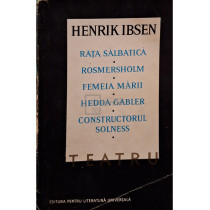 HENRIK IBSEN
RAȚA SĂLBATICĂ
ROSMERSHOLM
FEMEIA MĂRII
HEDDA GABLER
CONSTRUCTORUL
SOLNESS
TEATRU
EDITURA PENTRU LITERATURĂ UNIVERSALĂ